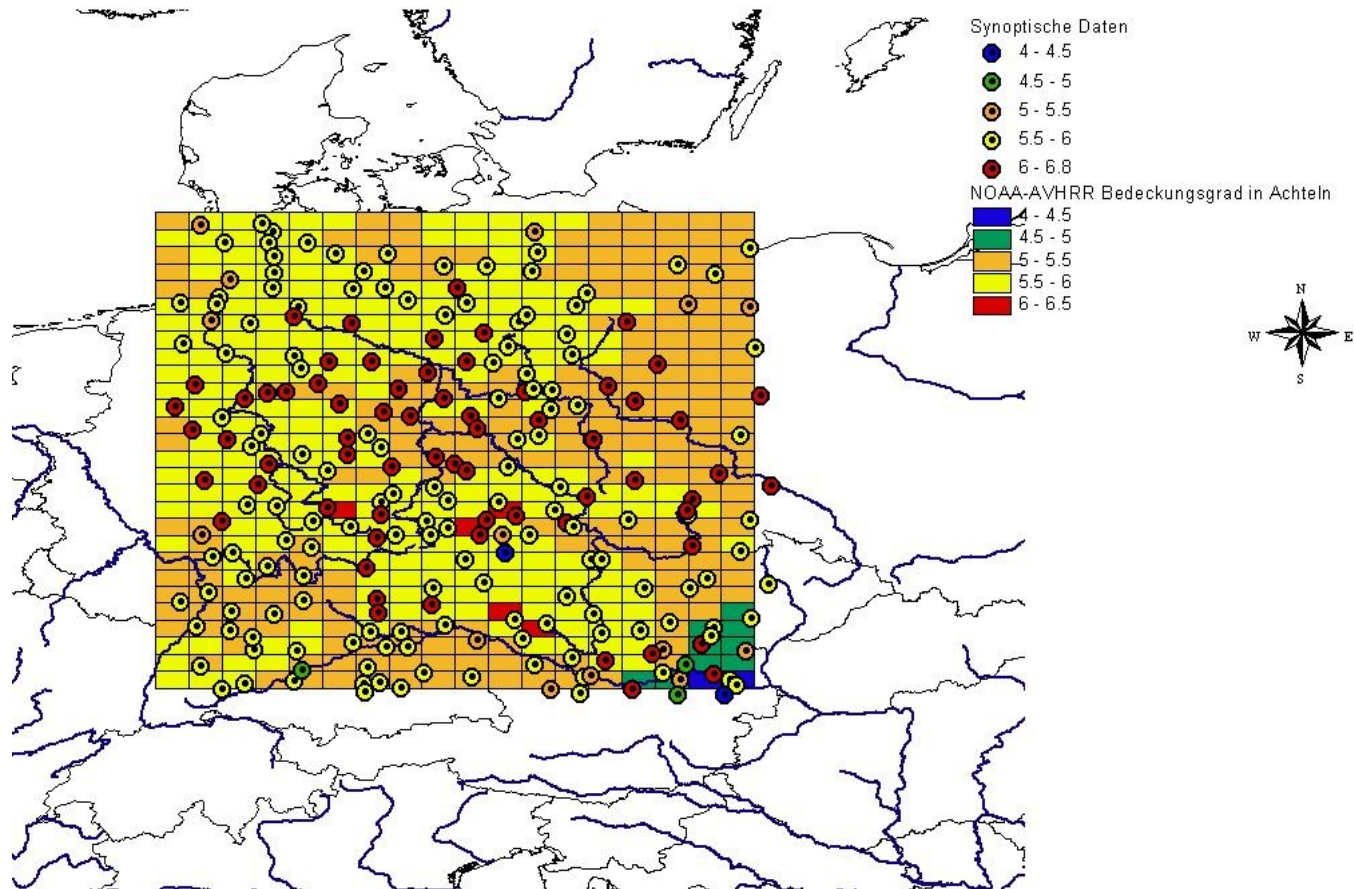 Synoptische Daten
4 - 4.5
4.5 - 5
5 - 5.5
5.5 - 6
6 - 6.8
NOAA-AVHRR Bedeckungsgrad in Achteln
4 - 4.5
4.5 - 5
5 - 5.5
5.5 - 6
6 - 6.5
N
W E
S